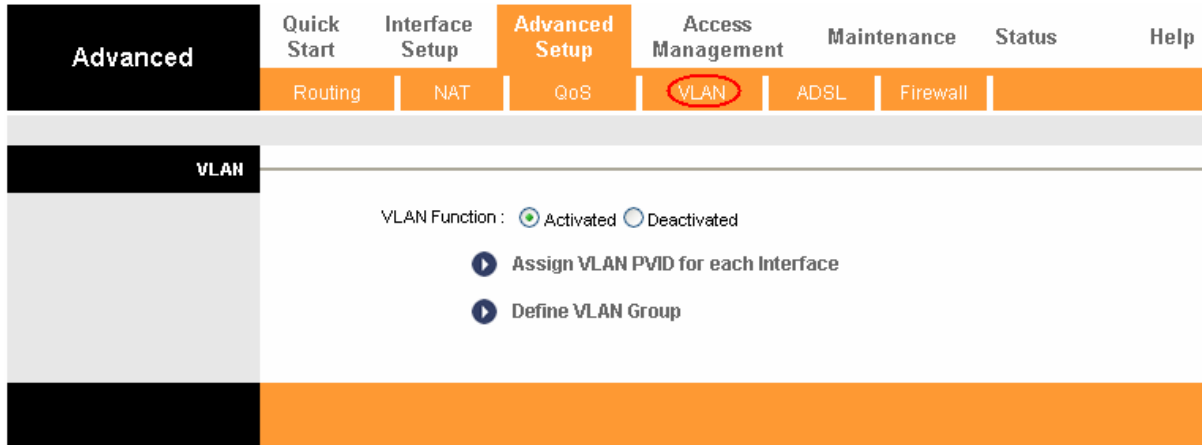 Advanced
Quick Start
Interface Setup
Advanced Setup
Access Management
Maintenance
Status
Help
Routing
NAT
QoS
VLAN
ADSL
Firewall
VLAN
VLAN Function : Activated Deactivated
Assign VLAN PVID for each Interface
Define VLAN Group